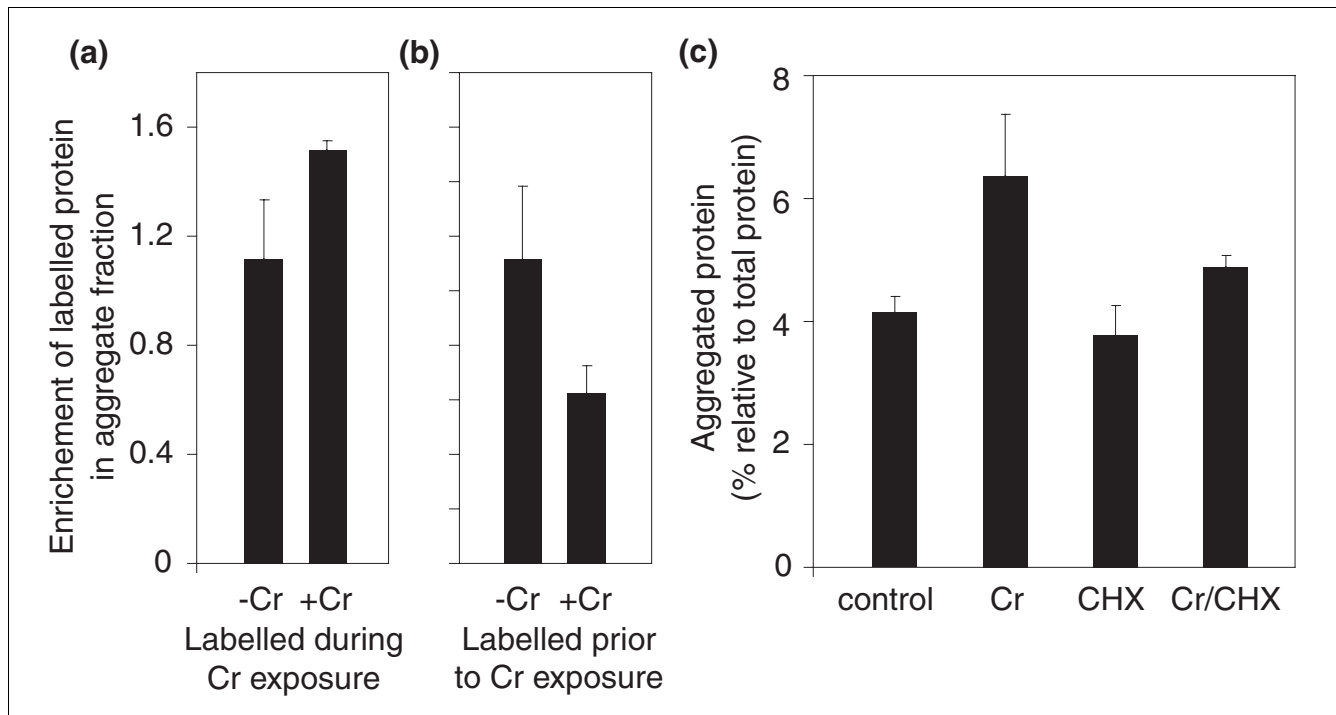 (a)
(b)
(c)
Enrichement of labelled protein
in aggregate fraction
1.6
1.2
0.8
0.4
0
-Cr +Cr
Labelled during
Cr exposure
-Cr +Cr
Labelled prior
to Cr exposure
Aggregated protein
(% relative to total protein)
8
6
4
2
0
control Cr CHX Cr/CHX